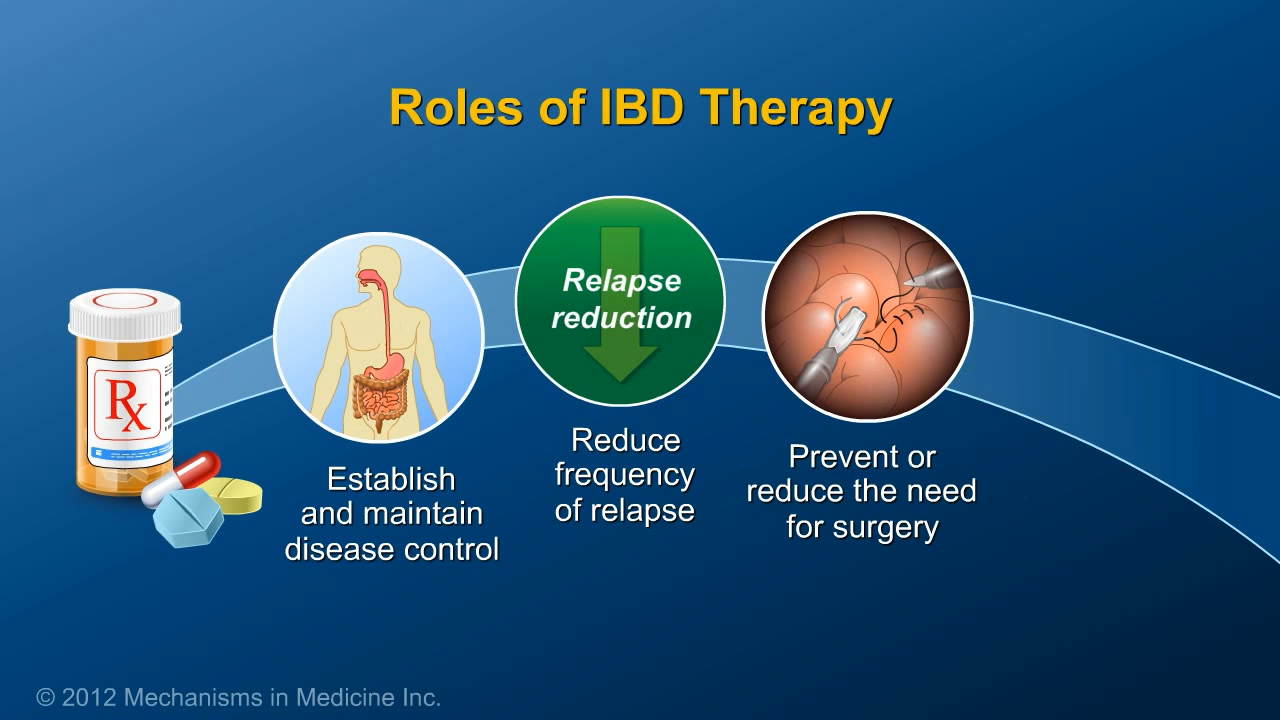 Roles of IBD Therapy
Relapse
reduction
Rx
Establish
and maintain
disease control
Reduce
frequency
of relapse
Prevent or
reduce the need
for surgery
© 2012 Mechanisms in Medicine Inc.